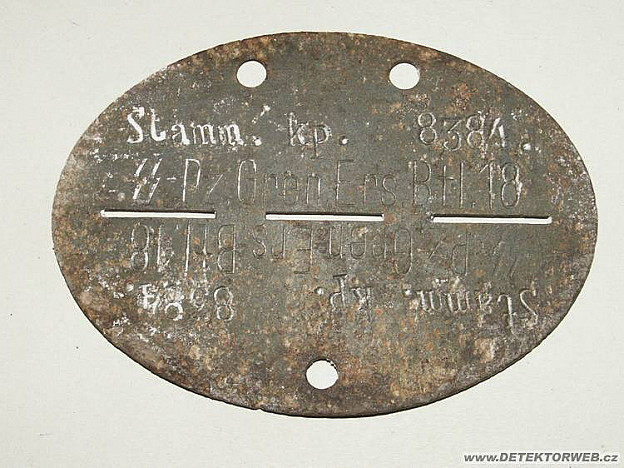 Stamm. kp. 8384.
ᛋᛋ-Pz.Gren.Ers.Btl.18
ᛋᛋ-Pz.Gren.Ers.Btl.18
Stamm. kp. 8384
www.DETEKTORWEB.cz